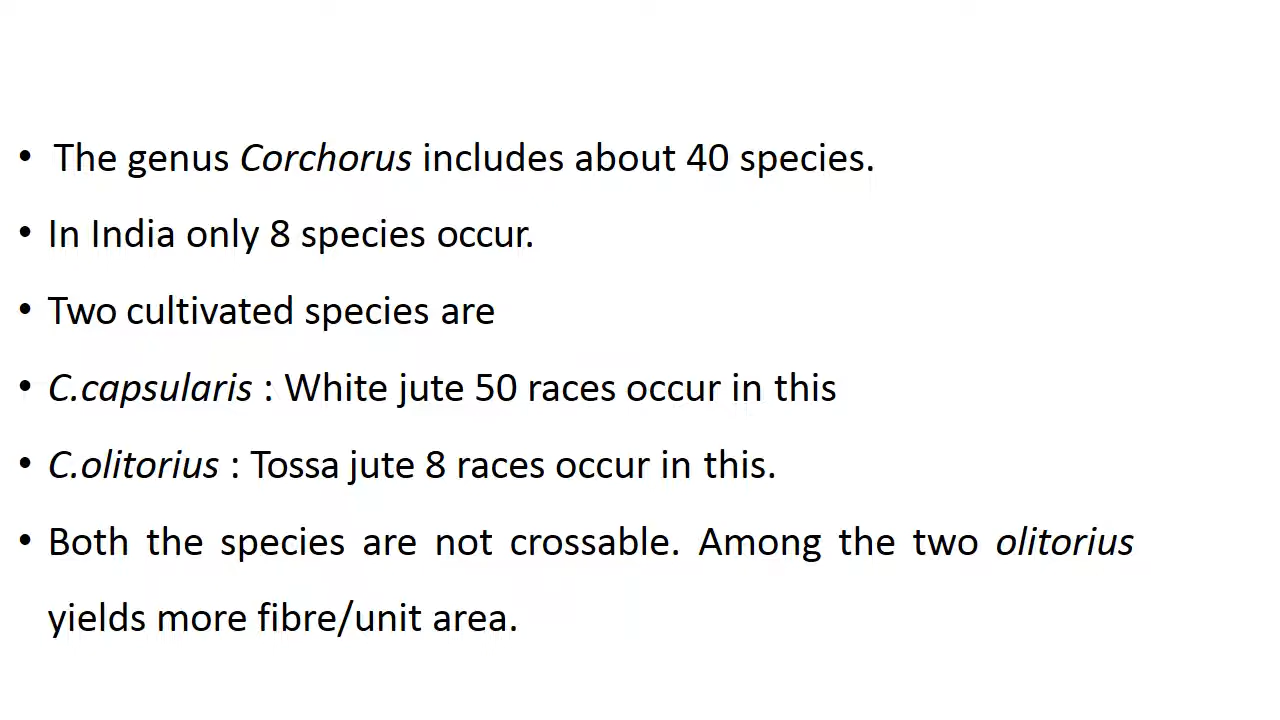 • The genus Corchorus includes about 40 species.
• In India only 8 species occur.
• Two cultivated species are
• C.capsularis : White jute 50 races occur in this
• C.olitorius : Tossa jute 8 races occur in this.
• Both the species are not crossable. Among the two olitorius
yields more fibre/unit area.